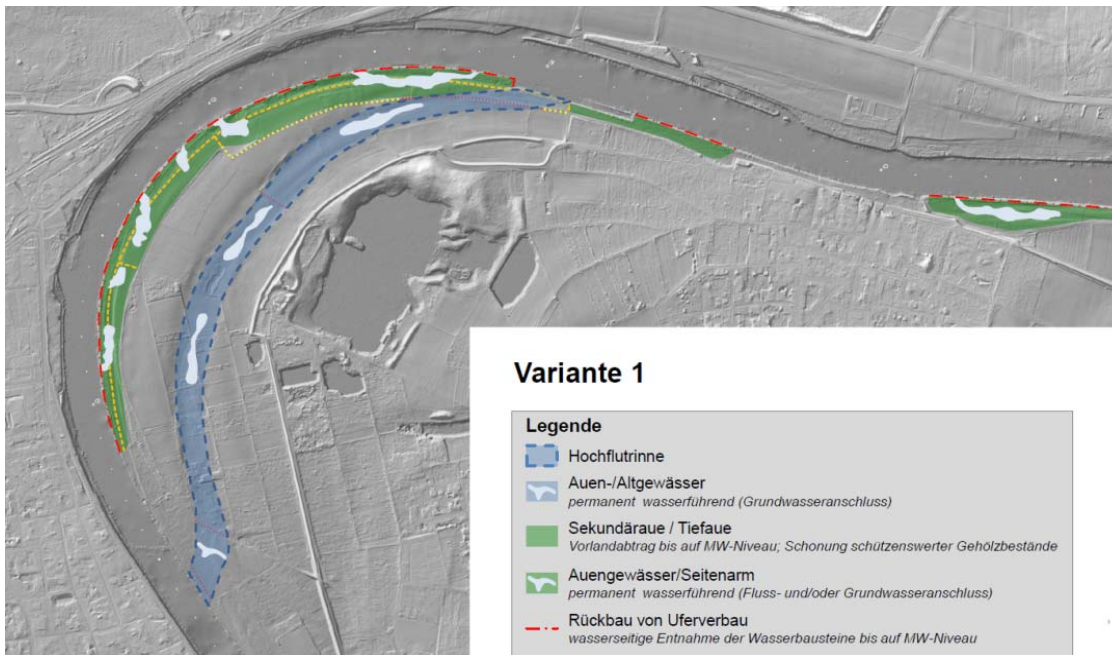 Variante 1
Legende
Hochflutrinne
Auen-/Altgewässer
permanent wasserführend (Grundwasseranschluss)
Sekundäraue / Tiefaue
Vorlandabtrag bis auf MW-Niveau; Schonung schützenswerter Gehölzbestände
Auengewässer/Seitenarm
permanent wasserführend (Fluss- und/oder Grundwasseranschluss)
Rückbau von Uferverbau
wasserseitige Entnahme der Wasserbausteine bis auf MW-Niveau